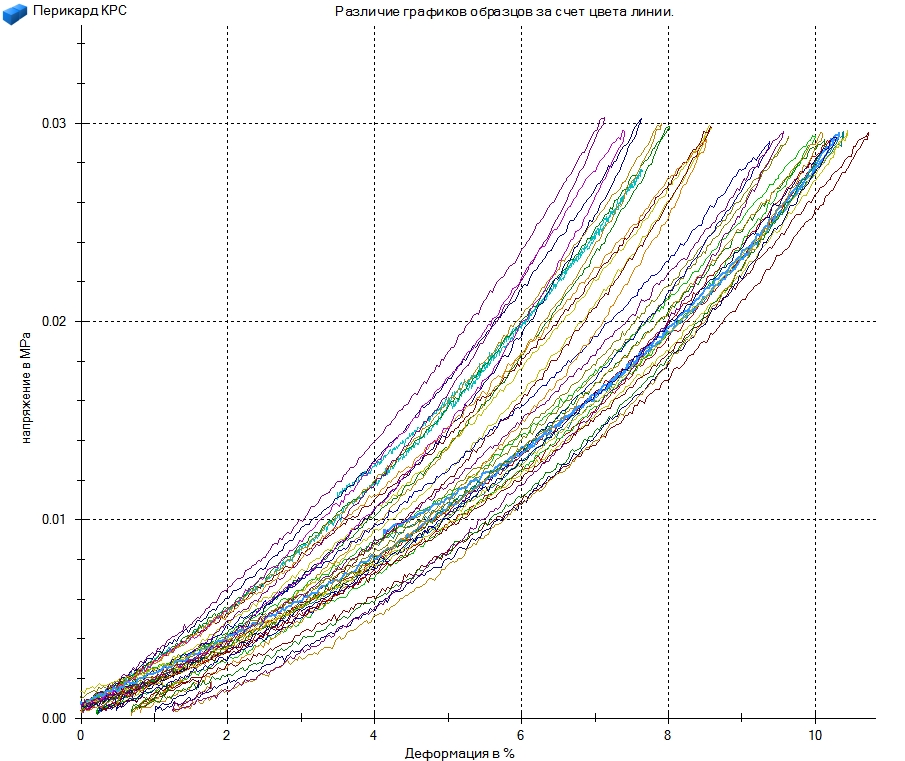 Перикард КРС
Различие графиков образцов за счет цвета линии.
напряжение в MPa
0.03
0.02
0.01
0.00
0
2
4
6
8
10
Деформация в %